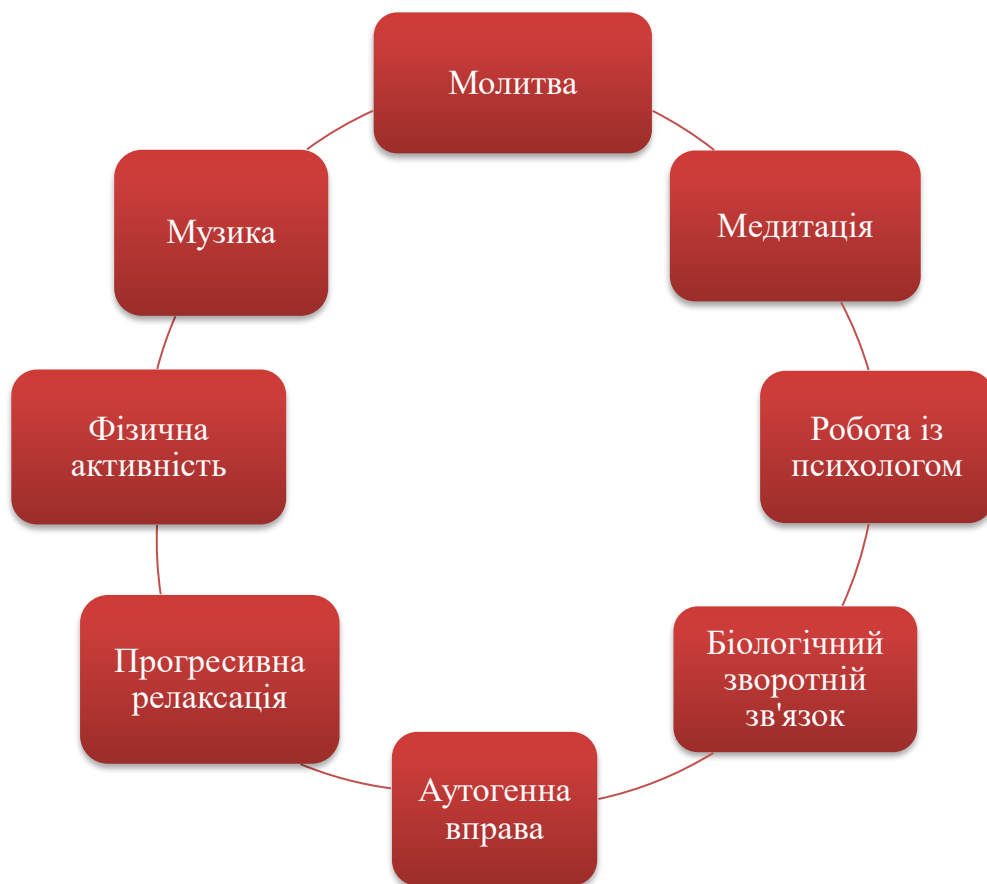 Молитва
Медитація
Робота із
психологом
Біологічний
зворотній
зв'язок
Аутогенна
вправа
Прогресивна
релаксація
Фізична
активність
Музика